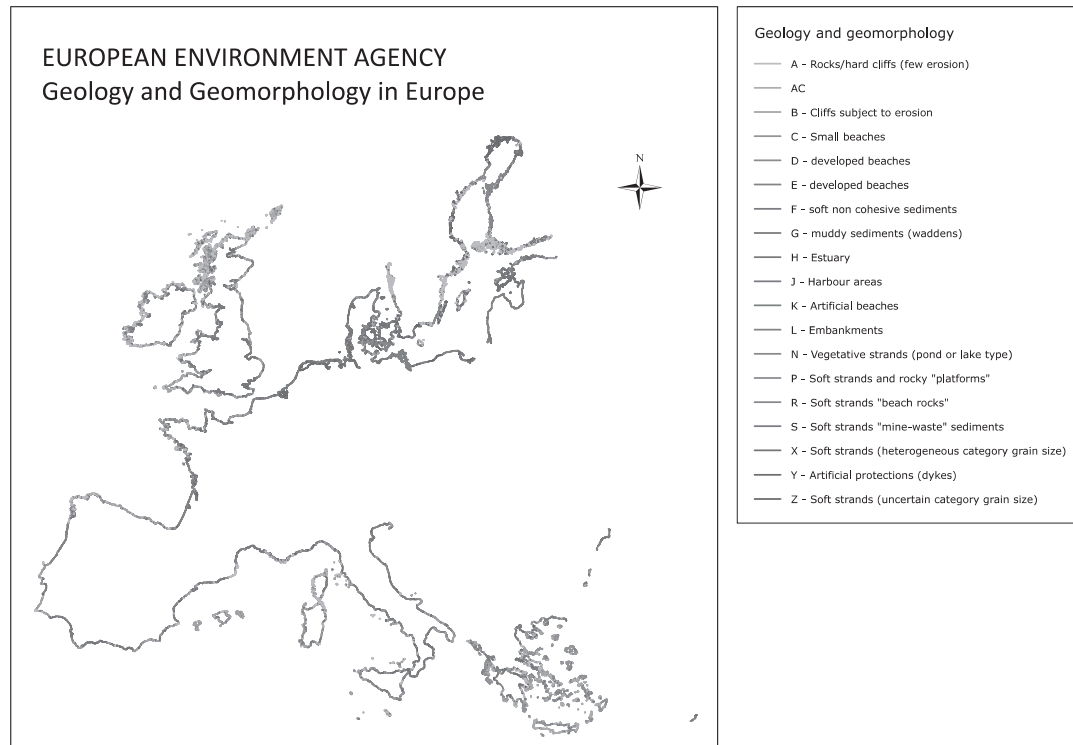 EUROPEAN ENVIRONMENT AGENCY
Geology and Geomorphology in Europe
N
Geology and geomorphology
A - Rocks/hard cliffs (few erosion)
AC
B - Cliffs subject to erosion
C - Small beaches
D - developed beaches
E - developed beaches
F - soft non cohesive sediments
G - muddy sediments (waddens)
H - Estuary
J - Harbour areas
K - Artificial beaches
L - Embankments
N - Vegetative strands (pond or lake type)
P - Soft strands and rocky "platforms"
R - Soft strands "beach rocks"
S - Soft strands "mine-waste" sediments
X - Soft strands (heterogeneous category grain size)
Y - Artificial protections (dykes)
Z - Soft strands (uncertain category grain size)